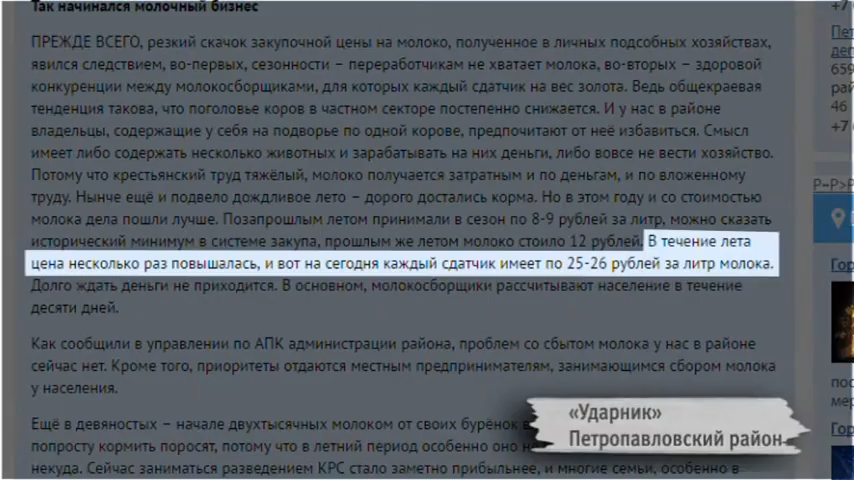 Так начинался молочный бизнес
ПРЕЖДЕ ВСЕГО, резкий скачок закупочной цены на молоко, полученное в личных подсобных хозяйствах,
явился следствием, во-первых, сезонности – переработчикам не хватает молока, во-вторых – здоровой
конкуренции между молокосборщиками, для которых каждый сдатчик на вес золота. Ведь общекраевая
тенденция такова, что поголовье коров в частном секторе постепенно снижается. И у нас в районе
владельцы, содержащие у себя на подворье по одной корове, предпочитают от неё избавиться. Смысл
имеет либо содержать несколько животных и зарабатывать на них деньги, либо вовсе не вести хозяйство.
Потому что крестьянский труд тяжёлый, молоко получается затратным и по деньгам, и по вложенному
труду. Нынче ещё и подвело дождливое лето – дорого достались корма. Но в этом году и со стоимостью
молока дела пошли лучше. Позапрошлым летом принимали в сезон по 8-9 рублей за литр, можно сказать
исторический минимум в системе закупа, прошлым же летом молоко стоило 12 рублей. В течение лета
цена несколько раз повышалась, и вот на сегодня каждый сдатчик имеет по 25-26 рублей за литр молока.
Долго ждать деньги не приходится. В основном, молокосборщики рассчитывают население в течение
десяти дней.
Как сообщили в управлении по АПК администрации района, проблем со сбытом молока у нас в районе
сейчас нет. Кроме того, приоритеты отдаются местным предпринимателям, занимающимся сбором молока
у населения.
Ещё в девяностых – начале двухтысячных молоком от своих бурёнок
попросту кормить поросят, потому что в летний период особенно оно
некуда. Сейчас заниматься разведением КРС стало заметно прибыльнее, и многие семьи, особенно в
«Ударник»
Петропавловский район
+7
Пет
659
рай
46
+7
Гор
пос
мер
Гор